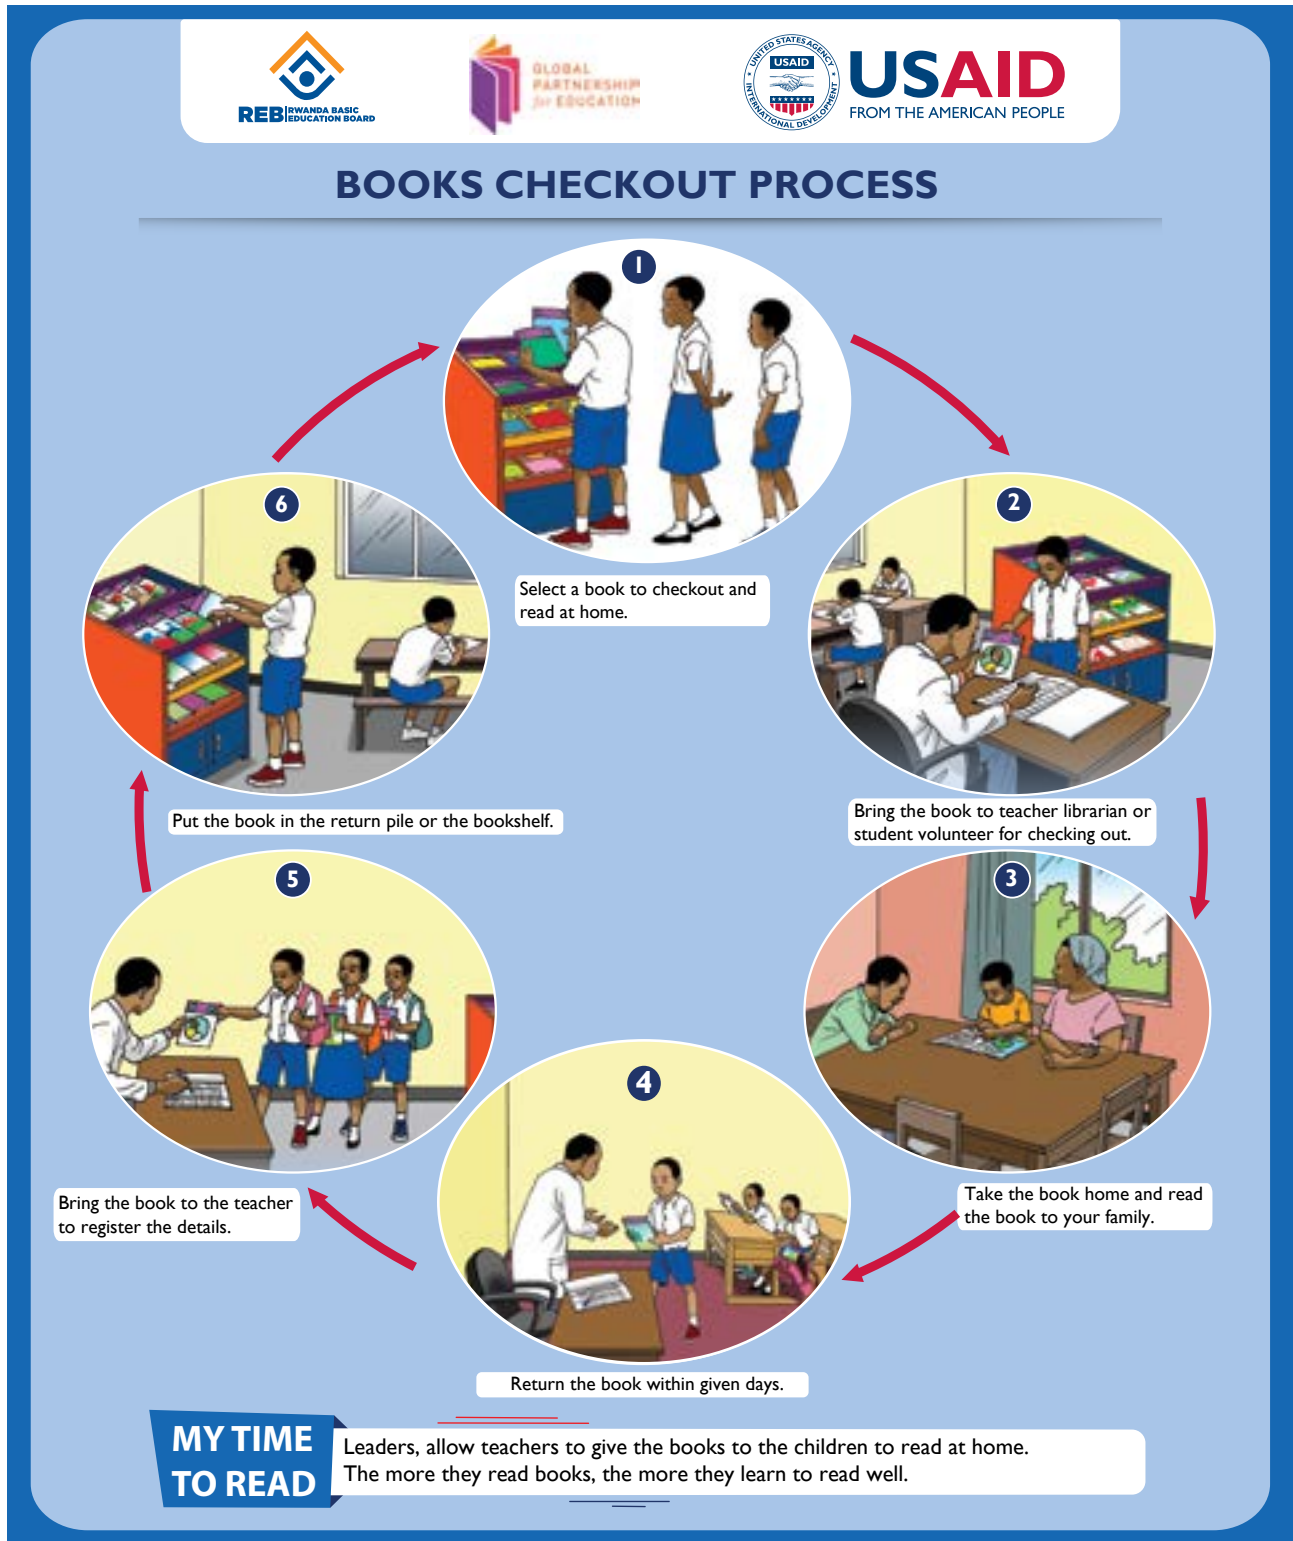 REB RWANDA BASIC
EDUCATION BOARD
GLOBAL
PARTNERSHIP
for EDUCATION
UNITED STATES AGENCY
USAID
INTERNATIONAL DEVELOPMENT
USAID
FROM THE AMERICAN PEOPLE
BOOKS CHECKOUT PROCESS
1
Select a book to checkout and
read at home.
2
Bring the book to teacher librarian or
student volunteer for checking out.
3
Take the book home and read
the book to your family.
4
Return the book within given days.
5
Bring the book to the teacher
to register the details.
6
Put the book in the return pile or the bookshelf.
MY TIME
TO READ
Leaders, allow teachers to give the books to the children to read at home.
The more they read books, the more they learn to read well.